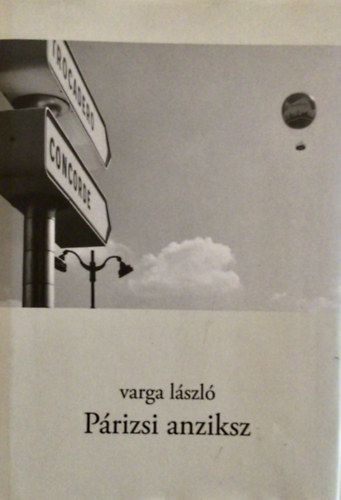 TROCADERO
CONCORDE
varga lászló
Párizsi anziksz